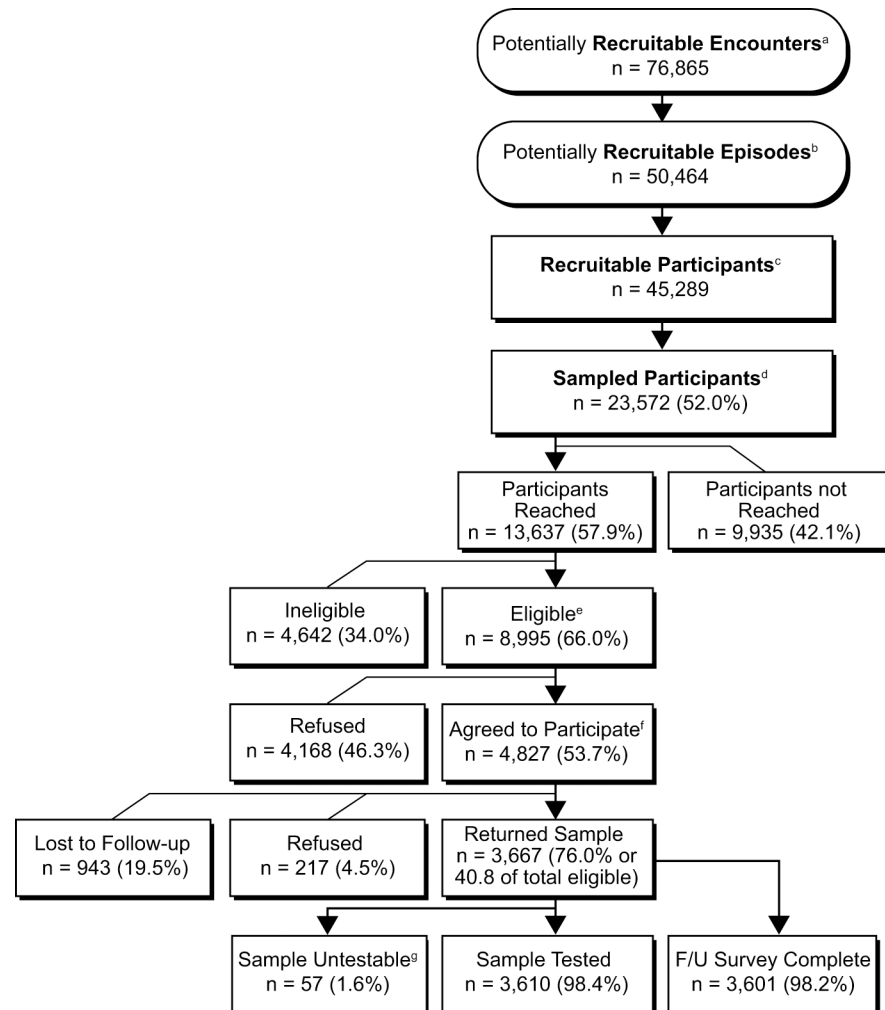 Potentially Recruitable Encountersᵃ
n = 76,865
Potentially Recruitable Episodesᵇ
n = 50,464
Recruitable Participantsᶜ
n = 45,289
Sampled Participantsᵈ
n = 23,572 (52.0%)
Participants
Reached
n = 13,637 (57.9%)
Participants not
Reached
n = 9,935 (42.1%)
Ineligible
n = 4,642 (34.0%)
Eligibleᵉ
n = 8,995 (66.0%)
Refused
n = 4,168 (46.3%)
Agreed to Participateᶠ
n = 4,827 (53.7%)
Lost to Follow-up
n = 943 (19.5%)
Refused
n = 217 (4.5%)
Returned Sample
n = 3,667 (76.0% or
40.8 of total eligible)
Sample Untestableᵍ
n = 57 (1.6%)
Sample Tested
n = 3,610 (98.4%)
F/U Survey Complete
n = 3,601 (98.2%)